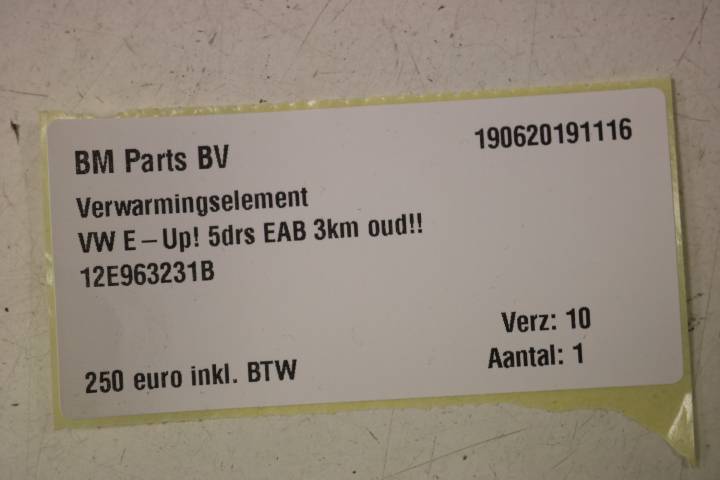 BM Parts BV
190620191116
Verwarmingselement
VW E-Up! 5drs EAB 3km oud!!
12E963231B
Verz: 10
250 euro inkl. BTW
Aantal: 1